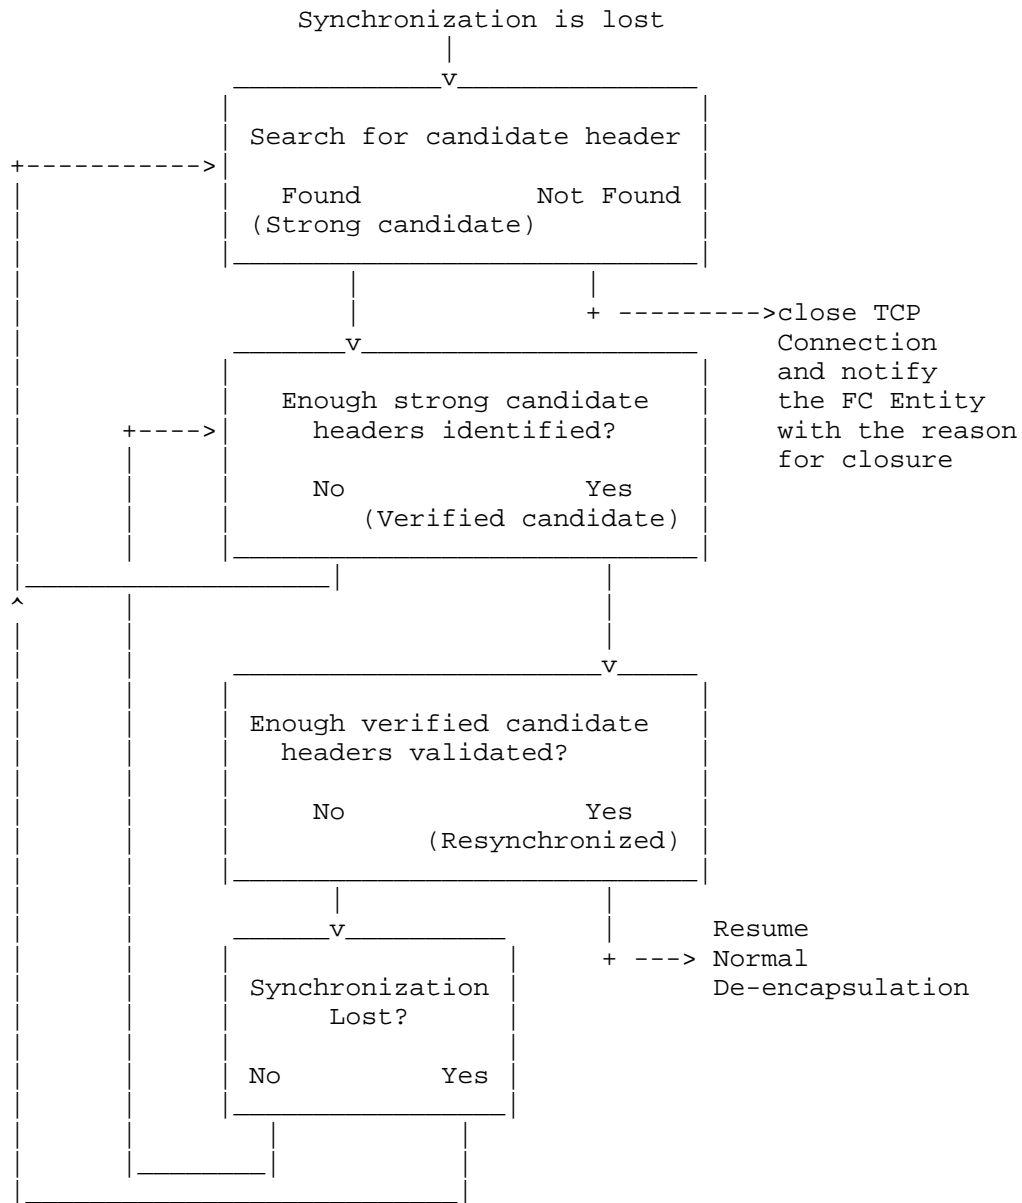 Synchronization is lost
Search for candidate header
Found Not Found
(Strong candidate)
close TCP
Connection
and notify
the FC Entity
with the reason
for closure
Enough strong candidate
headers identified?
No Yes
(Verified candidate)
Enough verified candidate
headers validated?
No Yes
(Resynchronized)
Resume
Normal
De-encapsulation
Synchronization
Lost?
No Yes